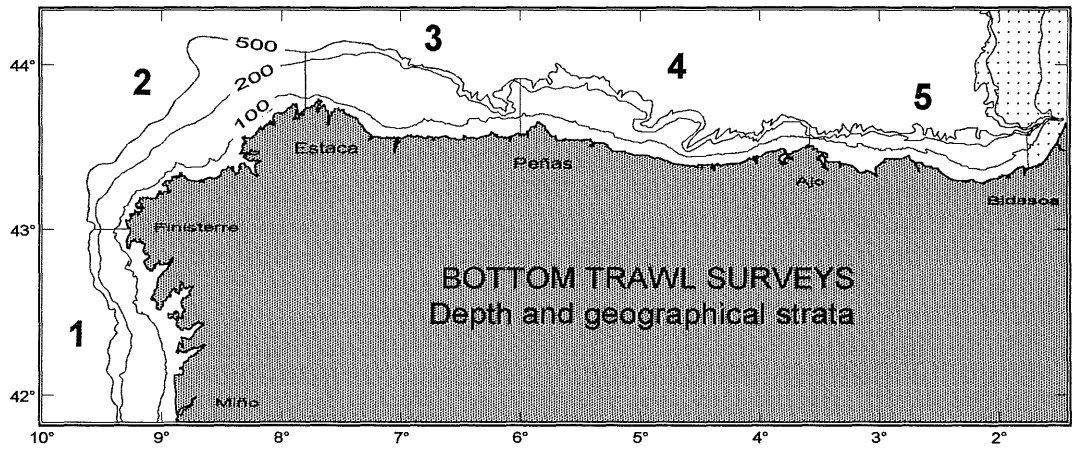 3
500
44°
2
4
200
5
100
Estaca
Peñas
Ajo
Bidasoa
43°
Finisterre
BOTTOM TRAWL SURVEYS
Depth and geographical strata
1
42°
Miño
10° 9° 8° 7° 6° 5° 4° 3° 2°